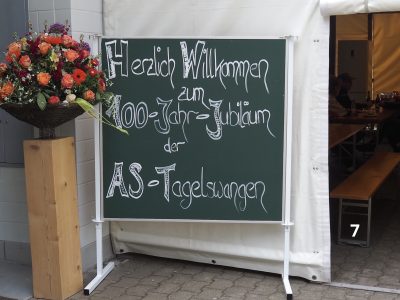 Herzlich Willkommen
zum
100-Jahr-Jubiläum
der
AS-Tagelswangen
7